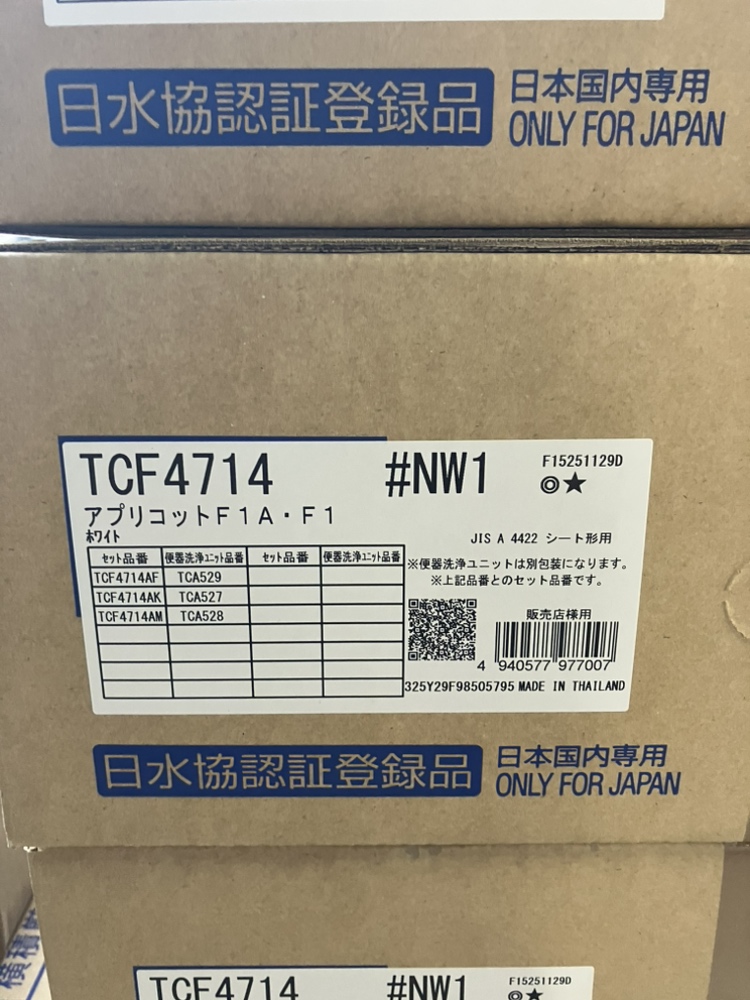 日水協認証登録品
日本国内専用
ONLY FOR JAPAN
TCF4714 #NW1 F15251129D
◎★
アプリコットF1A・F1
ホワイト
JIS A 4422 シート形用
セット品番 便器洗浄ユニット品番 セット品番 便器洗浄ユニット品番
※便器洗浄ユニットは別包装になります。
TCF4714AF TCA529
※上記品番とのセット品番です。
TCF4714AK TCA527
TCF4714AM TCA528
販売店様用
4 940577 977007
325Y29F98505795 MADE IN THAILAND
日水協認証登録品
日本国内専用
ONLY FOR JAPAN
TCF4714 #NW1 F15251129D
◎★